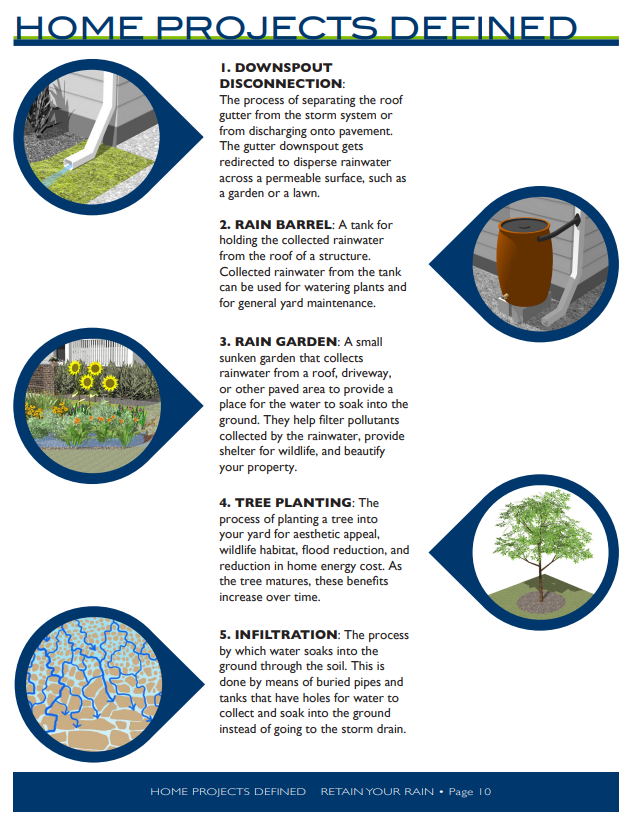 HOME PROJECTS DEFINED
1. DOWNSPOUT
DISCONNECTION:
The process of separating the roof
gutter from the storm system or
from discharging onto pavement.
The gutter downspout gets
redirected to disperse rainwater
across a permeable surface, such as
a garden or a lawn.
2. RAIN BARREL: A tank for
holding the collected rainwater
from the roof of a structure.
Collected rainwater from the tank
can be used for watering plants and
for general yard maintenance.
3. RAIN GARDEN: A small
sunken garden that collects
rainwater from a roof, driveway,
or other paved area to provide a
place for the water to soak into the
ground. They help filter pollutants
collected by the rainwater, provide
shelter for wildlife, and beautify
your property.
4. TREE PLANTING: The
process of planting a tree into
your yard for aesthetic appeal,
wildlife habitat, flood reduction, and
reduction in home energy cost. As
the tree matures, these benefits
increase over time.
5. INFILTRATION: The process
by which water soaks into the
ground through the soil. This is
done by means of buried pipes and
tanks that have holes for water to
collect and soak into the ground
instead of going to the storm drain.
HOME PROJECTS DEFINED RETAIN YOUR RAIN • Page 10